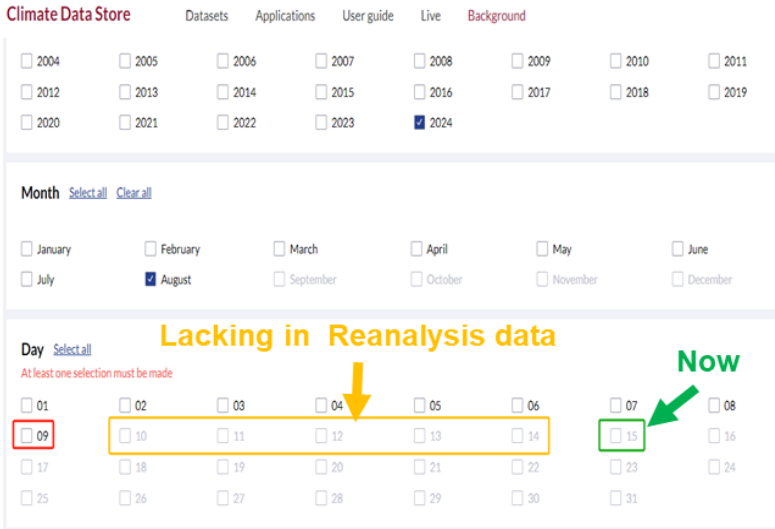 Climate Data Store Datasets Applications User guide Live Background
2004 2005 2006 2007 2008 2009 2010 2011
2012 2013 2014 2015 2016 2017 2018 2019
2020 2021 2022 2023 2024
Month Select all Clear all
January February March April May June
July August September October November December
Lacking in Reanalysis data
Day Select all
Now
At least one selection must be made
01 02 03 04 05 06 07 08
09 10 11 12 13 14 15 16
17 18 19 20 21 22 23 24
25 26 27 28 29 30 31